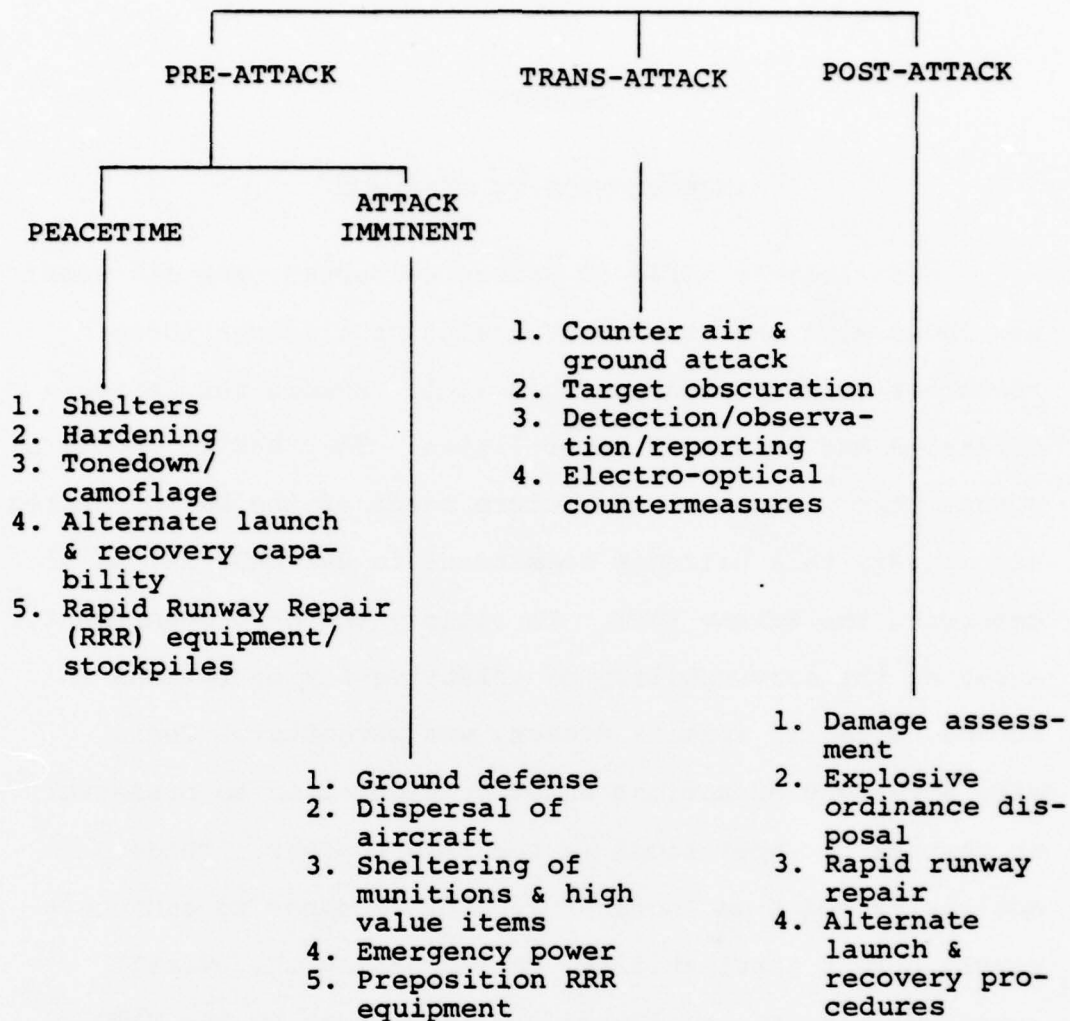 PRE-ATTACK
TRANS-ATTACK
POST-ATTACK
PEACETIME
ATTACK
IMMINENT
1. Shelters
2. Hardening
3. Tonedown/
camoflage
4. Alternate launch
& recovery capa-
bility
5. Rapid Runway Repair
(RRR) equipment/
stockpiles
1. Ground defense
2. Dispersal of
aircraft
3. Sheltering of
munitions & high
value items
4. Emergency power
5. Preposition RRR
equipment
1. Counter air &
ground attack
2. Target obscuration
3. Detection/observa-
tion/reporting
4. Electro-optical
countermeasures
1. Damage assess-
ment
2. Explosive
ordinance dis-
posal
3. Rapid runway
repair
4. Alternate
launch &
recovery pro-
cedures